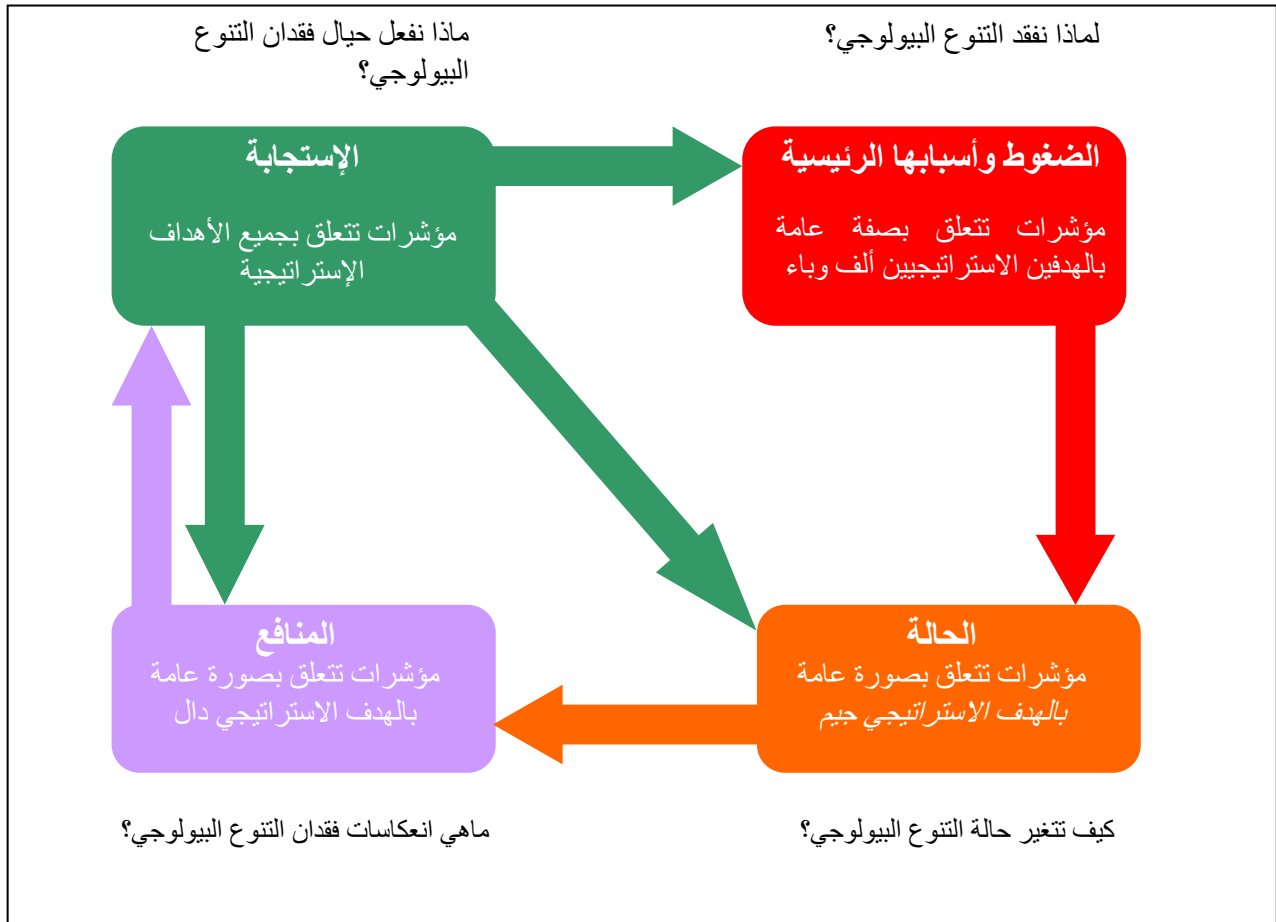 لماذا نفقد التنوع البيولوجي؟
ماذا نفعل حيال فقدان التنوع
البيولوجي؟
الضغوط وأسبابها الرئيسية
مؤشرات تتعلق بصفة عامة
بالهدفين الاستراتيجيين ألف وباء
الإستجابة
مؤشرات تتعلق بجميع الأهداف
الإستراتيجية
الحالة
مؤشرات تتعلق بصورة عامة
بالهدف الاستراتيجي جيم
المنافع
مؤشرات تتعلق بصورة عامة
بالهدف الاستراتيجي دال
كيف تتغير حالة التنوع البيولوجي؟
ماهي انعكاسات فقدان التنوع البيولوجي؟